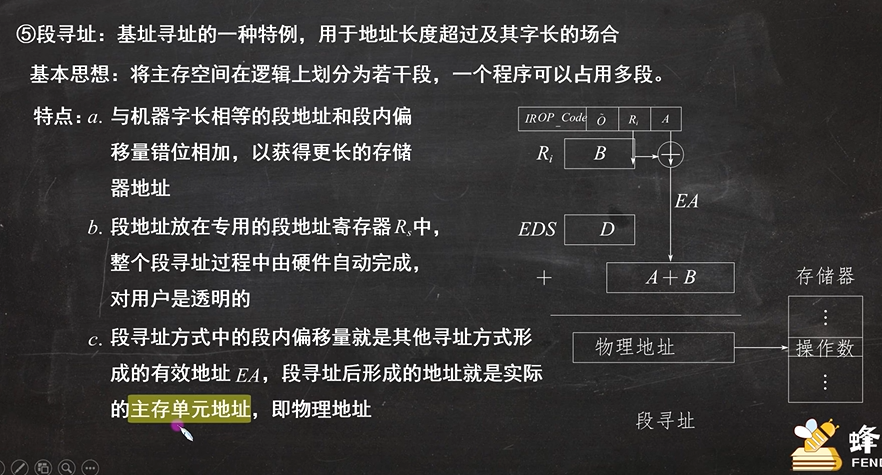 ⑤段寻址：基址寻址的一种特例，用于地址长度超过及其字长的场合
基本思想：将主存空间在逻辑上划分为若干段，一个程序可以占用多段。
特点：a. 与机器字长相等的段地址和段内偏
移量错位相加，以获得更长的存储
器地址
b. 段地址放在专用的段地址寄存器Rs中，
整个段寻址过程中由硬件自动完成，
对用户是透明的
c. 段寻址方式中的段内偏移量就是其他寻址方式形
成的有效地址EA，段寻址后形成的地址就是实际
的主存单元地址，即物理地址
IR OP_Code Õ Ri A
Ri B
+
EA
EDS D
+ A+B
物理地址
存储器
⋮
操作数
⋮
段寻址
蜂
FEN